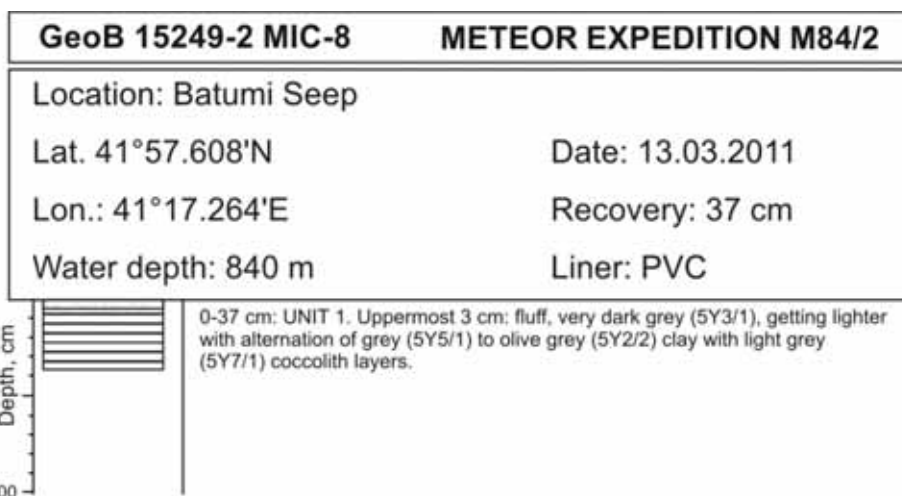 GeoB 15249-2 MIC-8 METEOR EXPEDITION M84/2
Location: Batumi Seep
Lat. 41°57.608'N Date: 13.03.2011
Lon.: 41°17.264'E Recovery: 37 cm
Water depth: 840 m Liner: PVC
0-37 cm: UNIT 1. Uppermost 3 cm: fluff, very dark grey (5Y3/1), getting lighter
with alternation of grey (5Y5/1) to olive grey (5Y2/2) clay with light grey
(5Y7/1) coccolith layers.
Depth, cm